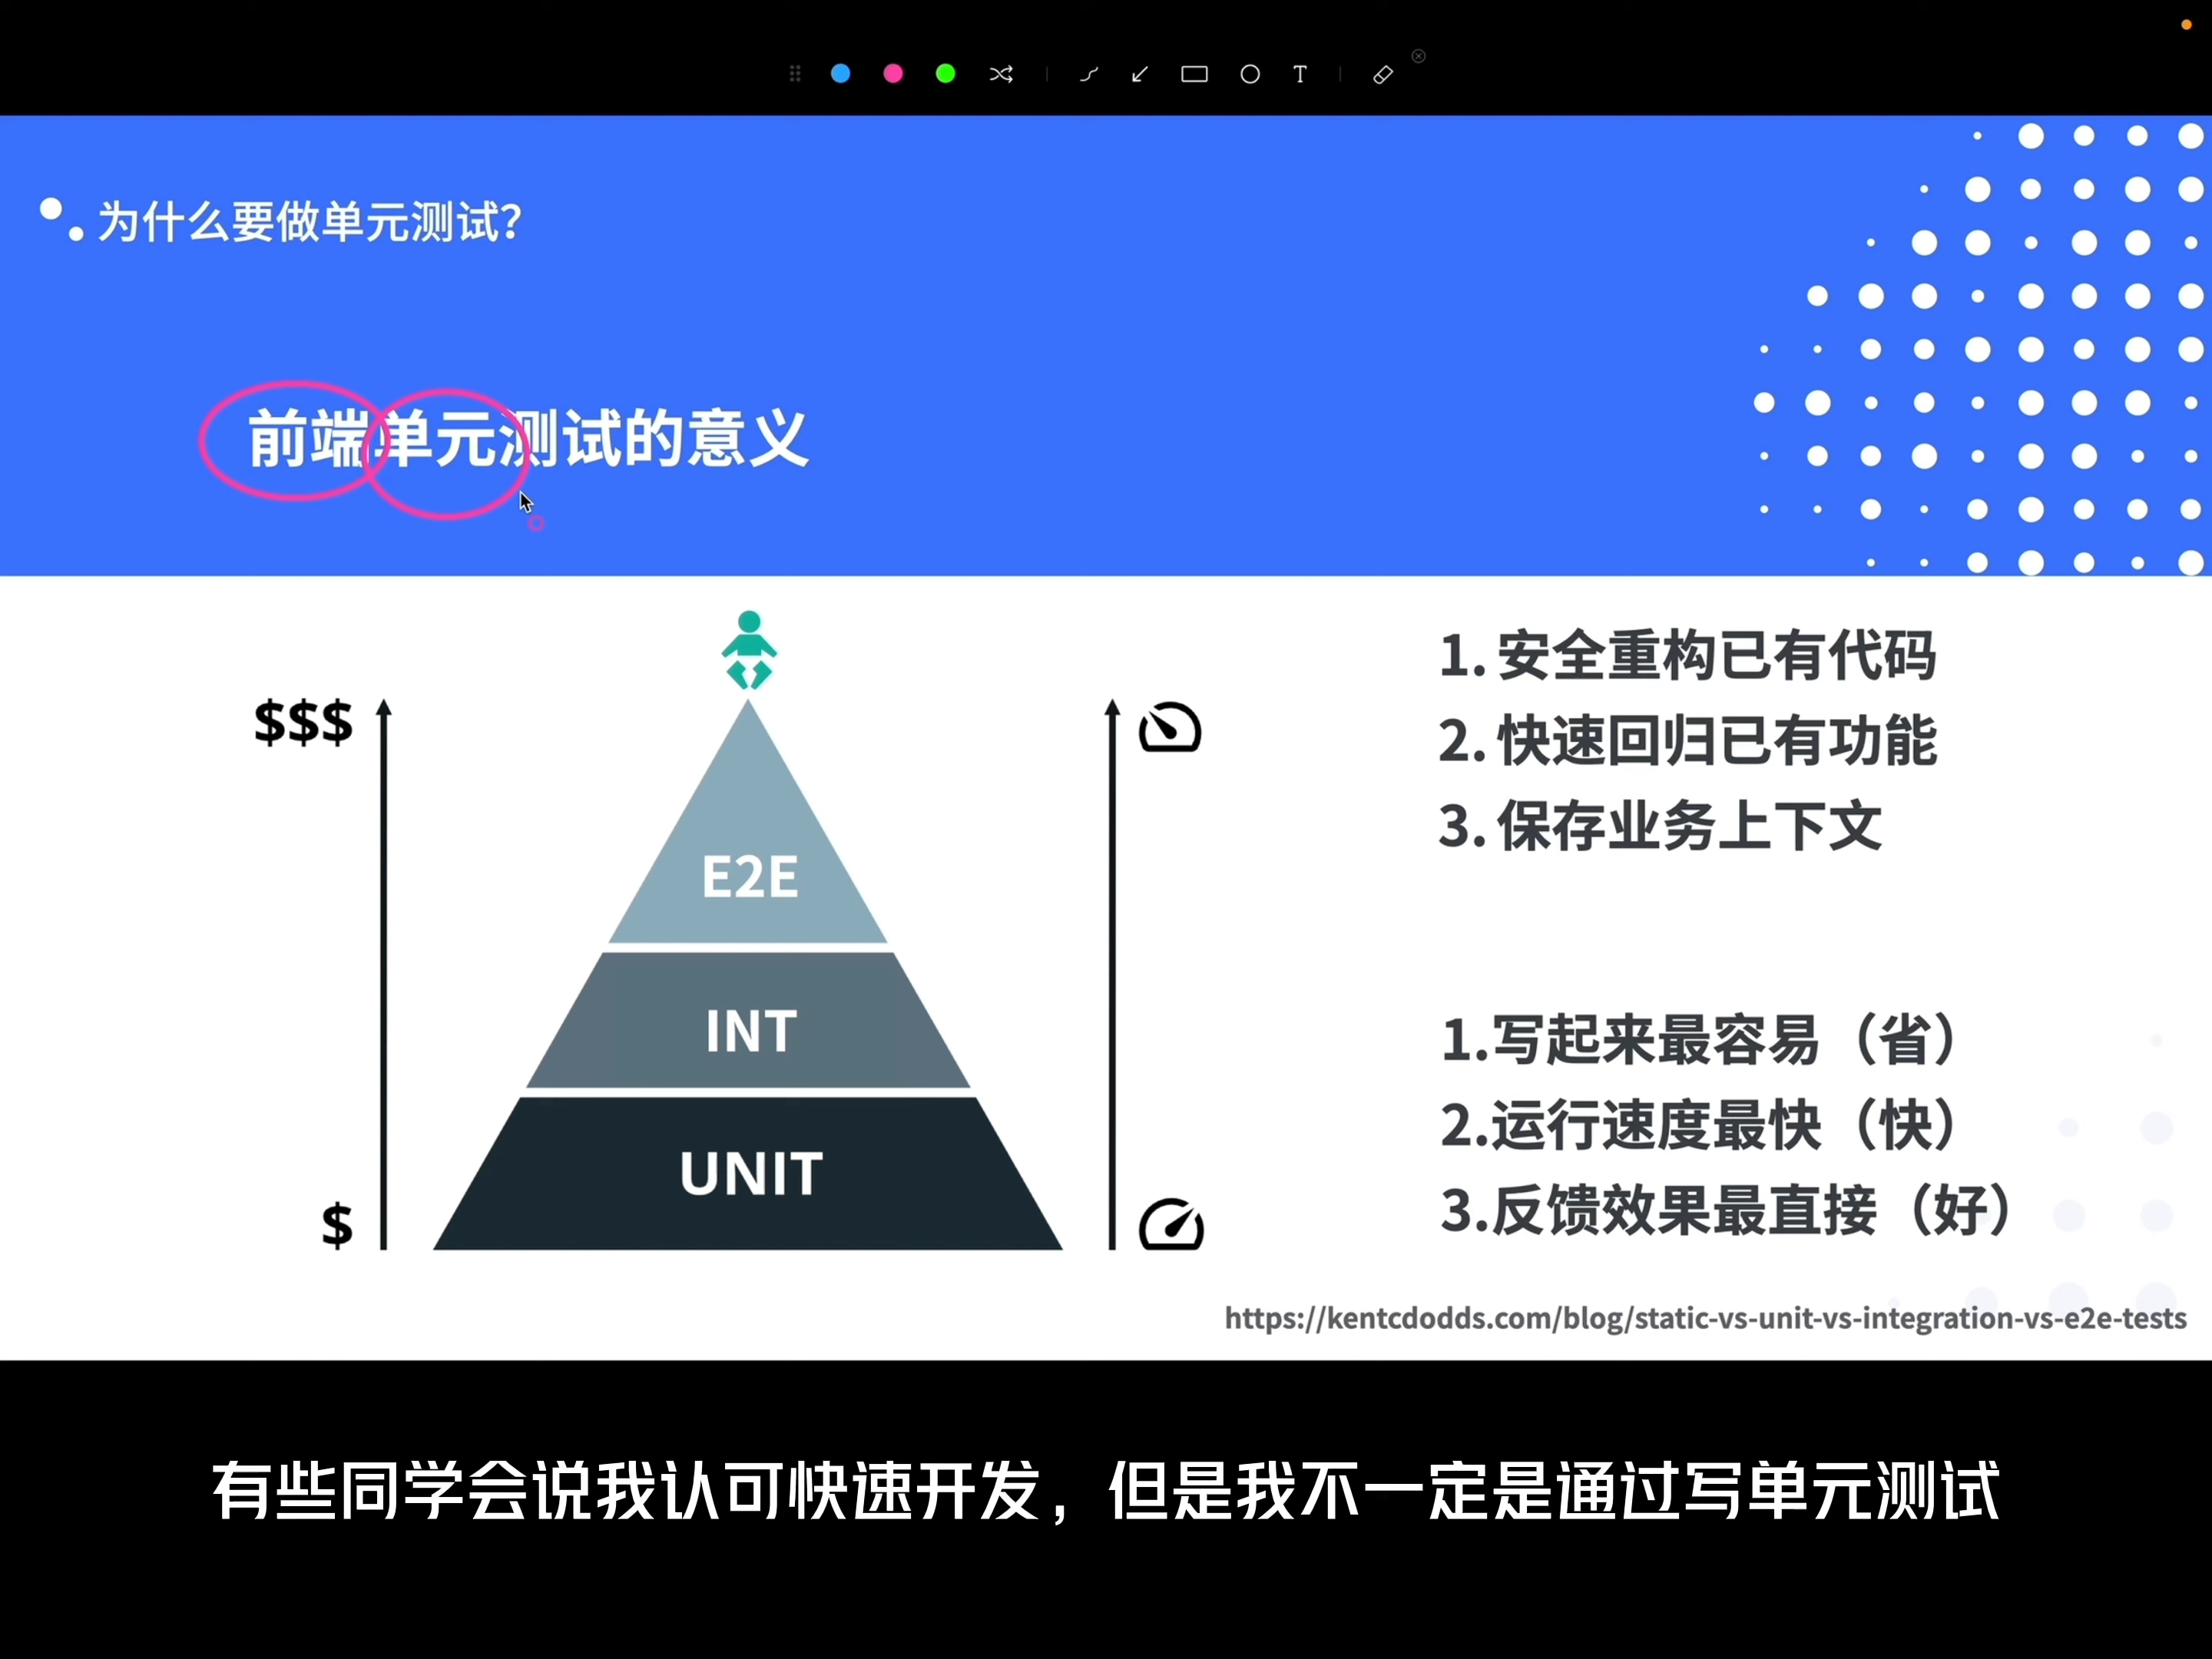 为什么要做单元测试?
前端单元测试的意义
$$$
$
E2E
INT
UNIT
1. 安全重构已有代码
2. 快速回归已有功能
3. 保存业务上下文
1.写起来最容易（省）
2.运行速度最快（快）
3.反馈效果最直接（好）
https://kentcdodds.com/blog/static-vs-unit-vs-integration-vs-e2e-tests
有些同学会说我认可快速开发，但是我不一定是通过写单元测试